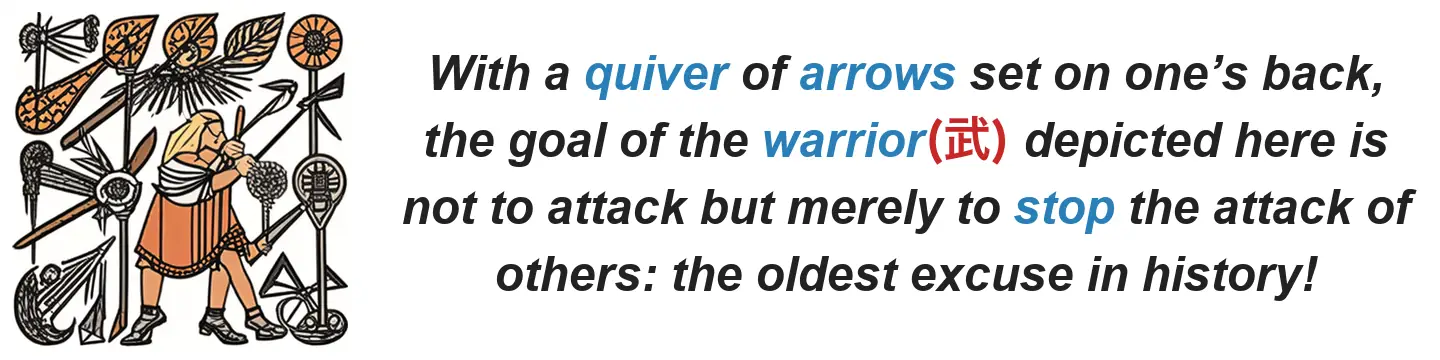 With a quiver of arrows set on one’s back,
the goal of the warrior(武) depicted here is
not to attack but merely to stop the attack of
others: the oldest excuse in history!